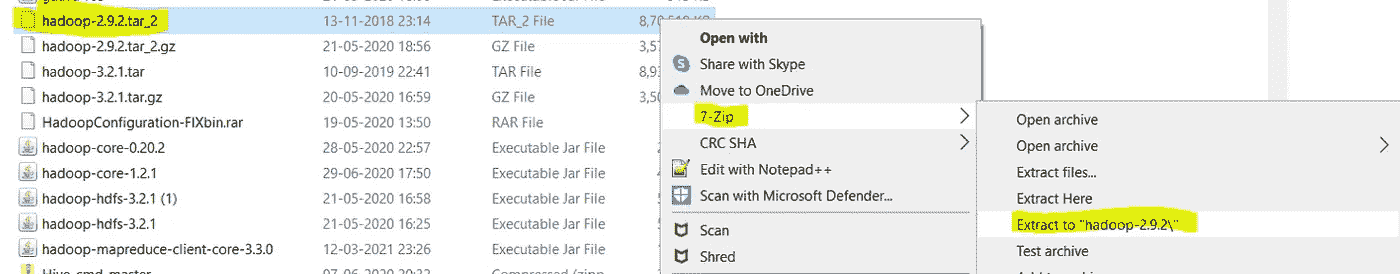 hadoop-2.9.2.tar_2 13-11-2018 23:14 TAR_2 File
hadoop-2.9.2.tar_2.gz 21-05-2020 18:56 GZ File
hadoop-3.2.1.tar 10-09-2019 22:41 TAR File
hadoop-3.2.1.tar.gz 20-05-2020 16:59 GZ File
HadoopConfiguration-FIXbin.rar 19-05-2020 13:50 RAR File
hadoop-core-0.20.2 28-05-2020 22:57 Executable Jar File
hadoop-core-1.2.1 29-06-2020 17:50 Executable Jar File
hadoop-hdfs-3.2.1 (1) 21-05-2020 16:58 Executable Jar File
hadoop-hdfs-3.2.1 21-05-2020 16:25 Executable Jar File
hadoop-mapreduce-client-core-3.3.0 12-03-2021 23:26 Executable Jar File
Open with
Share with Skype
Move to OneDrive
7-Zip
CRC SHA
Edit with Notepad++
Scan with Microsoft Defender...
Scan
Shred
Open archive
Open archive
Extract files...
Extract Here
Extract to "hadoop-2.9.2\"
Test archive